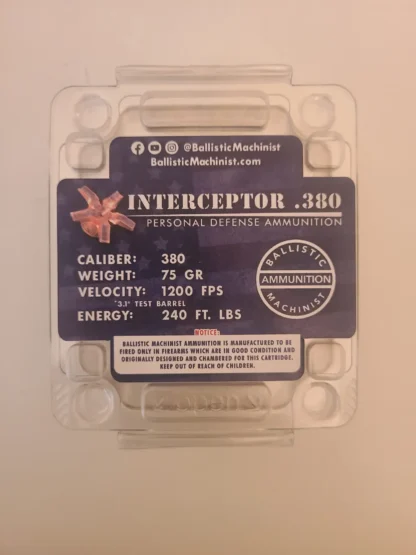 @BallisticMachinist
BallisticMachinist.com
INTERCEPTOR .380
PERSONAL DEFENSE AMMUNITION
CALIBER: 380
WEIGHT: 75 GR
VELOCITY: 1200 FPS
*3.1" TEST BARREL
ENERGY: 240 FT. LBS
BALLISTIC
AMMUNITION
MACHINIST
NOTICE:
BALLISTIC MACHINIST AMMUNITION IS MANUFACTURED TO BE
FIRED ONLY IN FIREARMS WHICH ARE IN GOOD CONDITION AND
ORIGINALLY DESIGNED AND CHAMBERED FOR THIS CARTRIDGE.
KEEP OUT OF REACH OF CHILDREN.